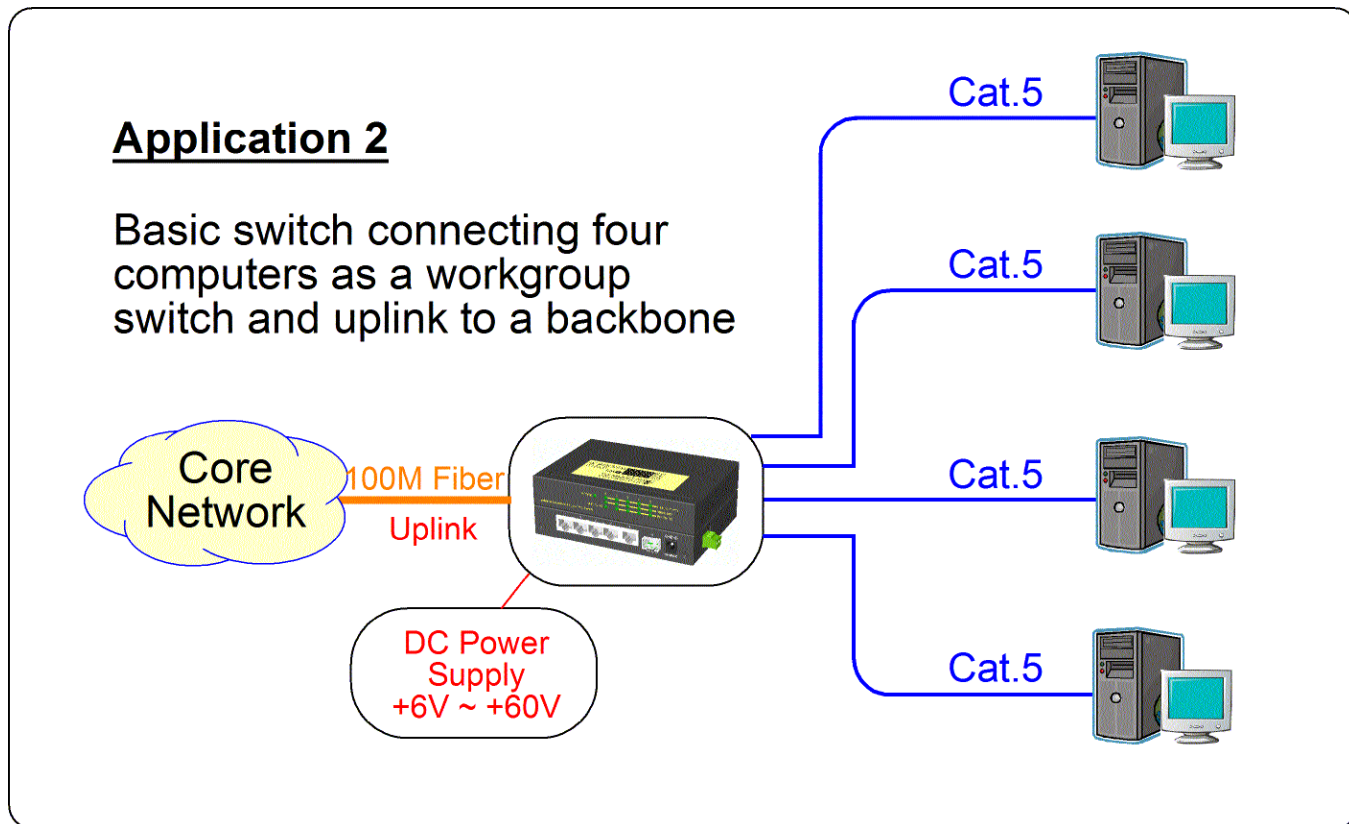 Application 2
Basic switch connecting four
computers as a workgroup
switch and uplink to a backbone
Cat.5
Cat.5
Cat.5
Cat.5
Core
Network
100M Fiber
Uplink
DC Power
Supply
+6V ~ +60V